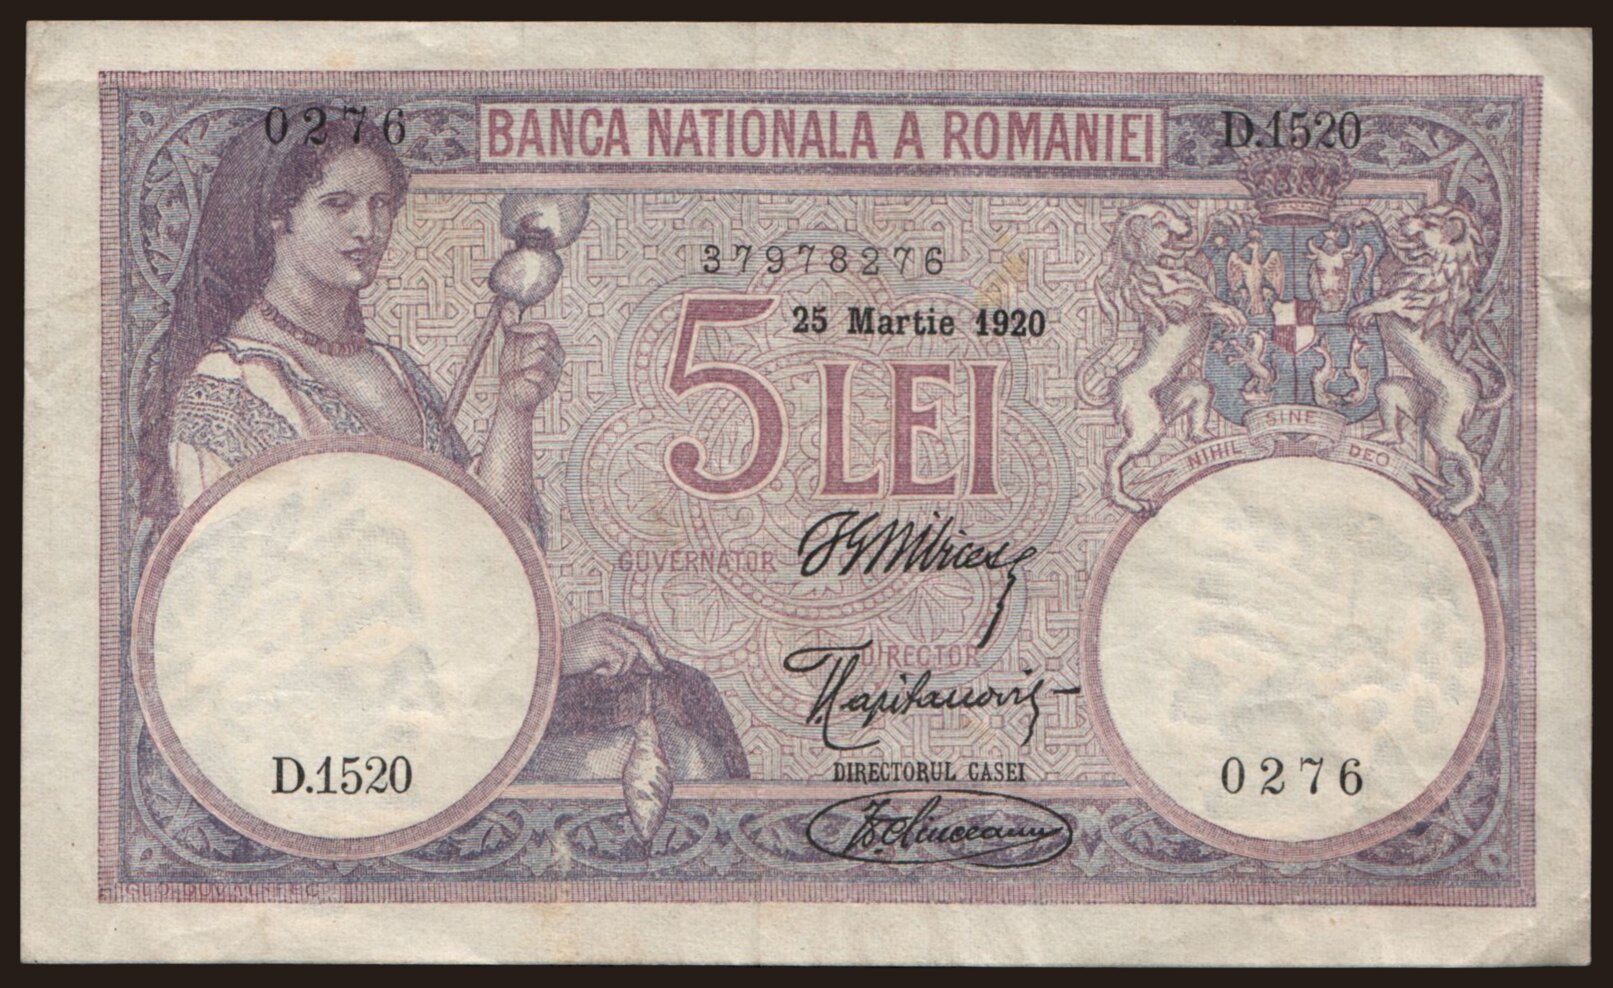 0276 BANCA NATIONALA A ROMANIEI D.1520
37978276
25 Martie 1920
5 LEI
SINE
NIHIL DEO
GUVERNATOR
DIRECTOR
D.1520 DIRECTORUL CASEI 0276